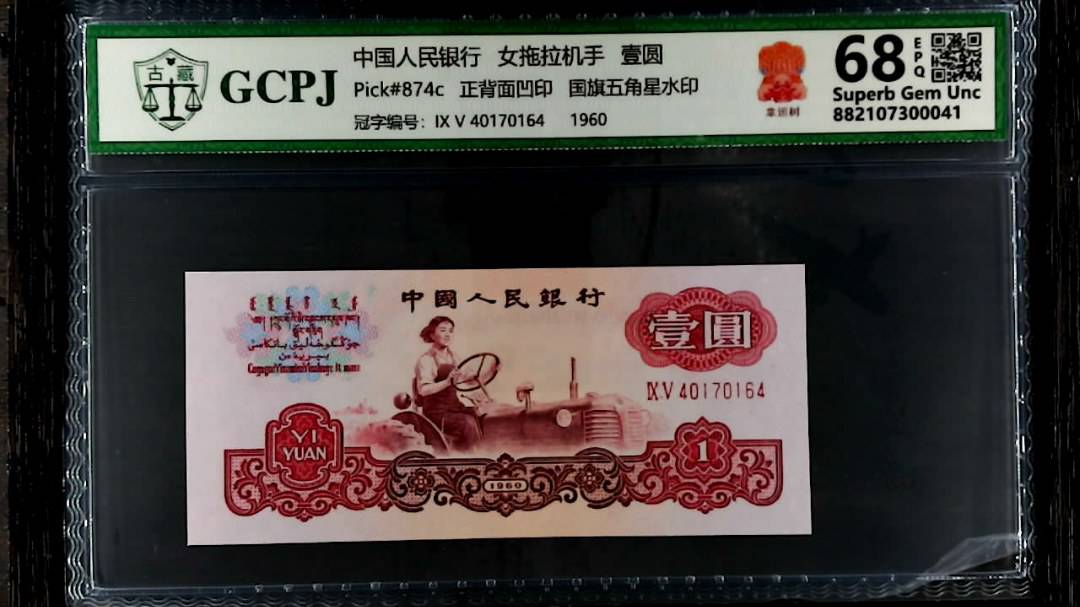 中国人民银行 女拖拉机手 壹圆
古 藏
GCPJ
Pick#874c 正背面凹印 国旗五角星水印
冠字编号: IX V 40170164 1960
幸运树
68 EPQ
Superb Gem Unc
882107300041
中國人民銀行
壹圓
IX V 40170164
YI
YUAN
1
1960